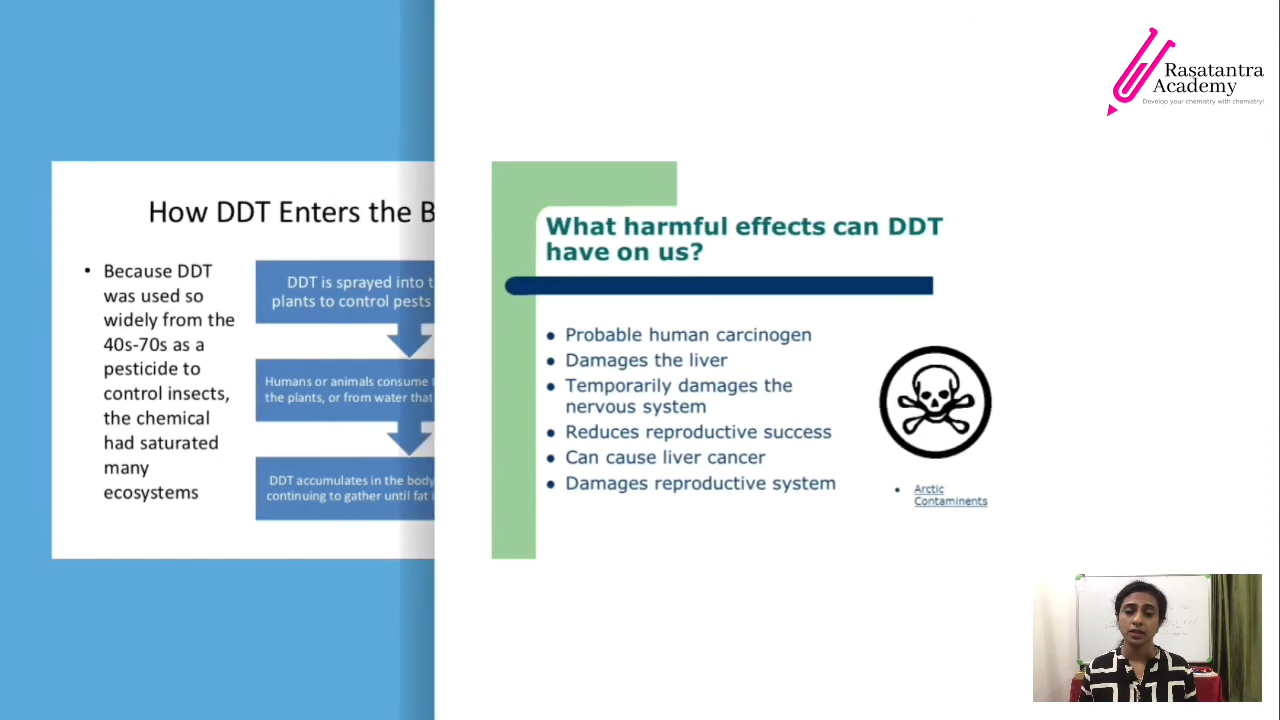 Rasatantra
Academy
Develop your chemistry with chemistry!
How DDT Enters the B
• Because DDT
was used so
widely from the
40s-70s as a
pesticide to
control insects,
the chemical
had saturated
many
ecosystems
DDT is sprayed into t
plants to control pests
Humans or animals consume
the plants, or from water that
DDT accumulates in the body
continuing to gather until fat
What harmful effects can DDT
have on us?
• Probable human carcinogen
• Damages the liver
• Temporarily damages the
nervous system
• Reduces reproductive success
• Can cause liver cancer
• Damages reproductive system
• Arctic
Contaminents